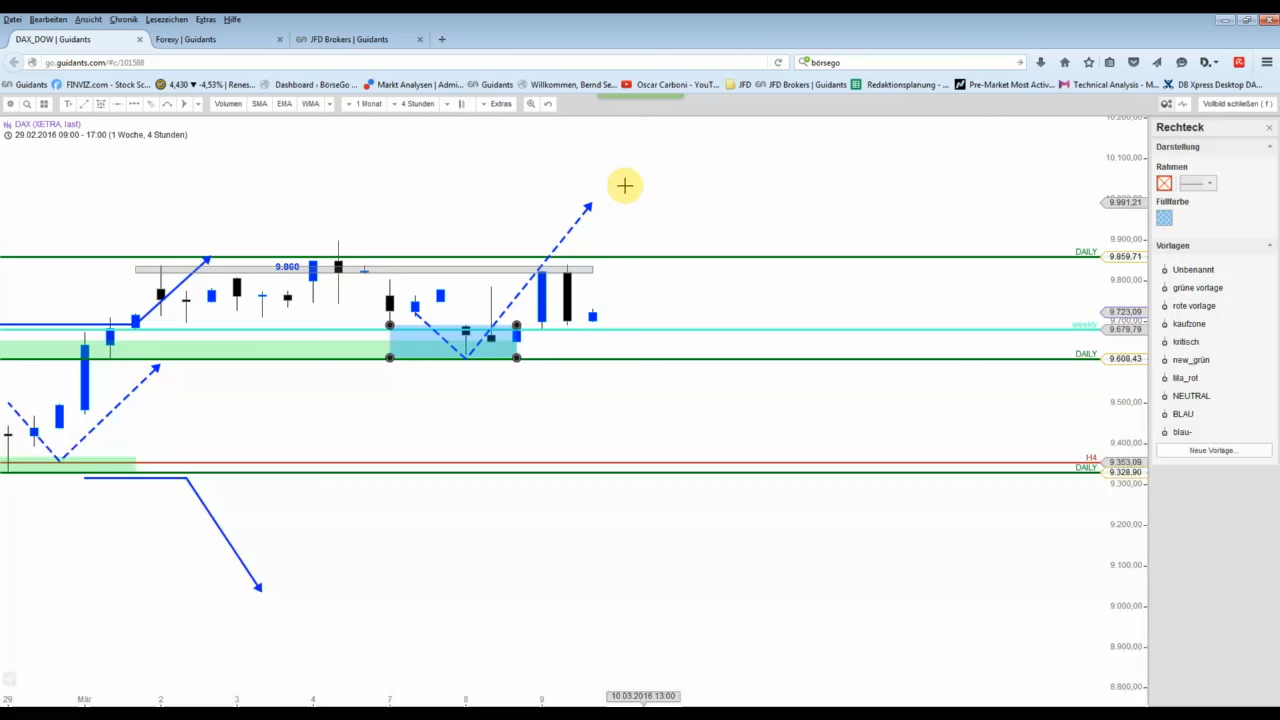 Datei Bearbeiten Ansicht Chronik Lesezeichen Extras Hilfe
DAX_DOW | Guidants Forexy | Guidants JFD Brokers | Guidants
go.guidants.com/#c/101588 börsego
Guidants FINVIZ.com - Stock Sc... 4,430 ▼ -4,53% | Renes... Dashboard ‹ BörseGo ... Markt Analysen | Admi... Guidants Willkommen, Bernd Se... Oscar Carboni - YouT... JFD JFD Brokers | Guidants Redaktionsplanung - ... Pre-Market Most Activ... Technical Analysis - M... DB Xpress Desktop DA...
Volumen SMA EMA WMA 1 Monat 4 Stunden Extras Vollbild schließen ( f )
DAX (XETRA, last)
29.02.2016 09:00 - 17:00 (1 Woche, 4 Stunden)
10.200,00
10.100,00
9.991,21
9.900,00
DAILY 9.859,71
9.860
9.800,00
9.723,09
9.700,00
weekly 9.679,79
DAILY 9.608,43
9.500,00
9.400,00
H4 9.353,09
DAILY 9.328,90
9.300,00
9.200,00
9.100,00
9.000,00
8.900,00
8.800,00
29 Mär 2 3 4 7 8 9 10.03.2016 13:00
Rechteck
Darstellung
Rahmen
Füllfarbe
Vorlagen
Unbenannt
grüne vorlage
rote vorlage
kaufzone
kritisch
new_grün
lila_rot
NEUTRAL
BLAU
blau-
Neue Vorlage...